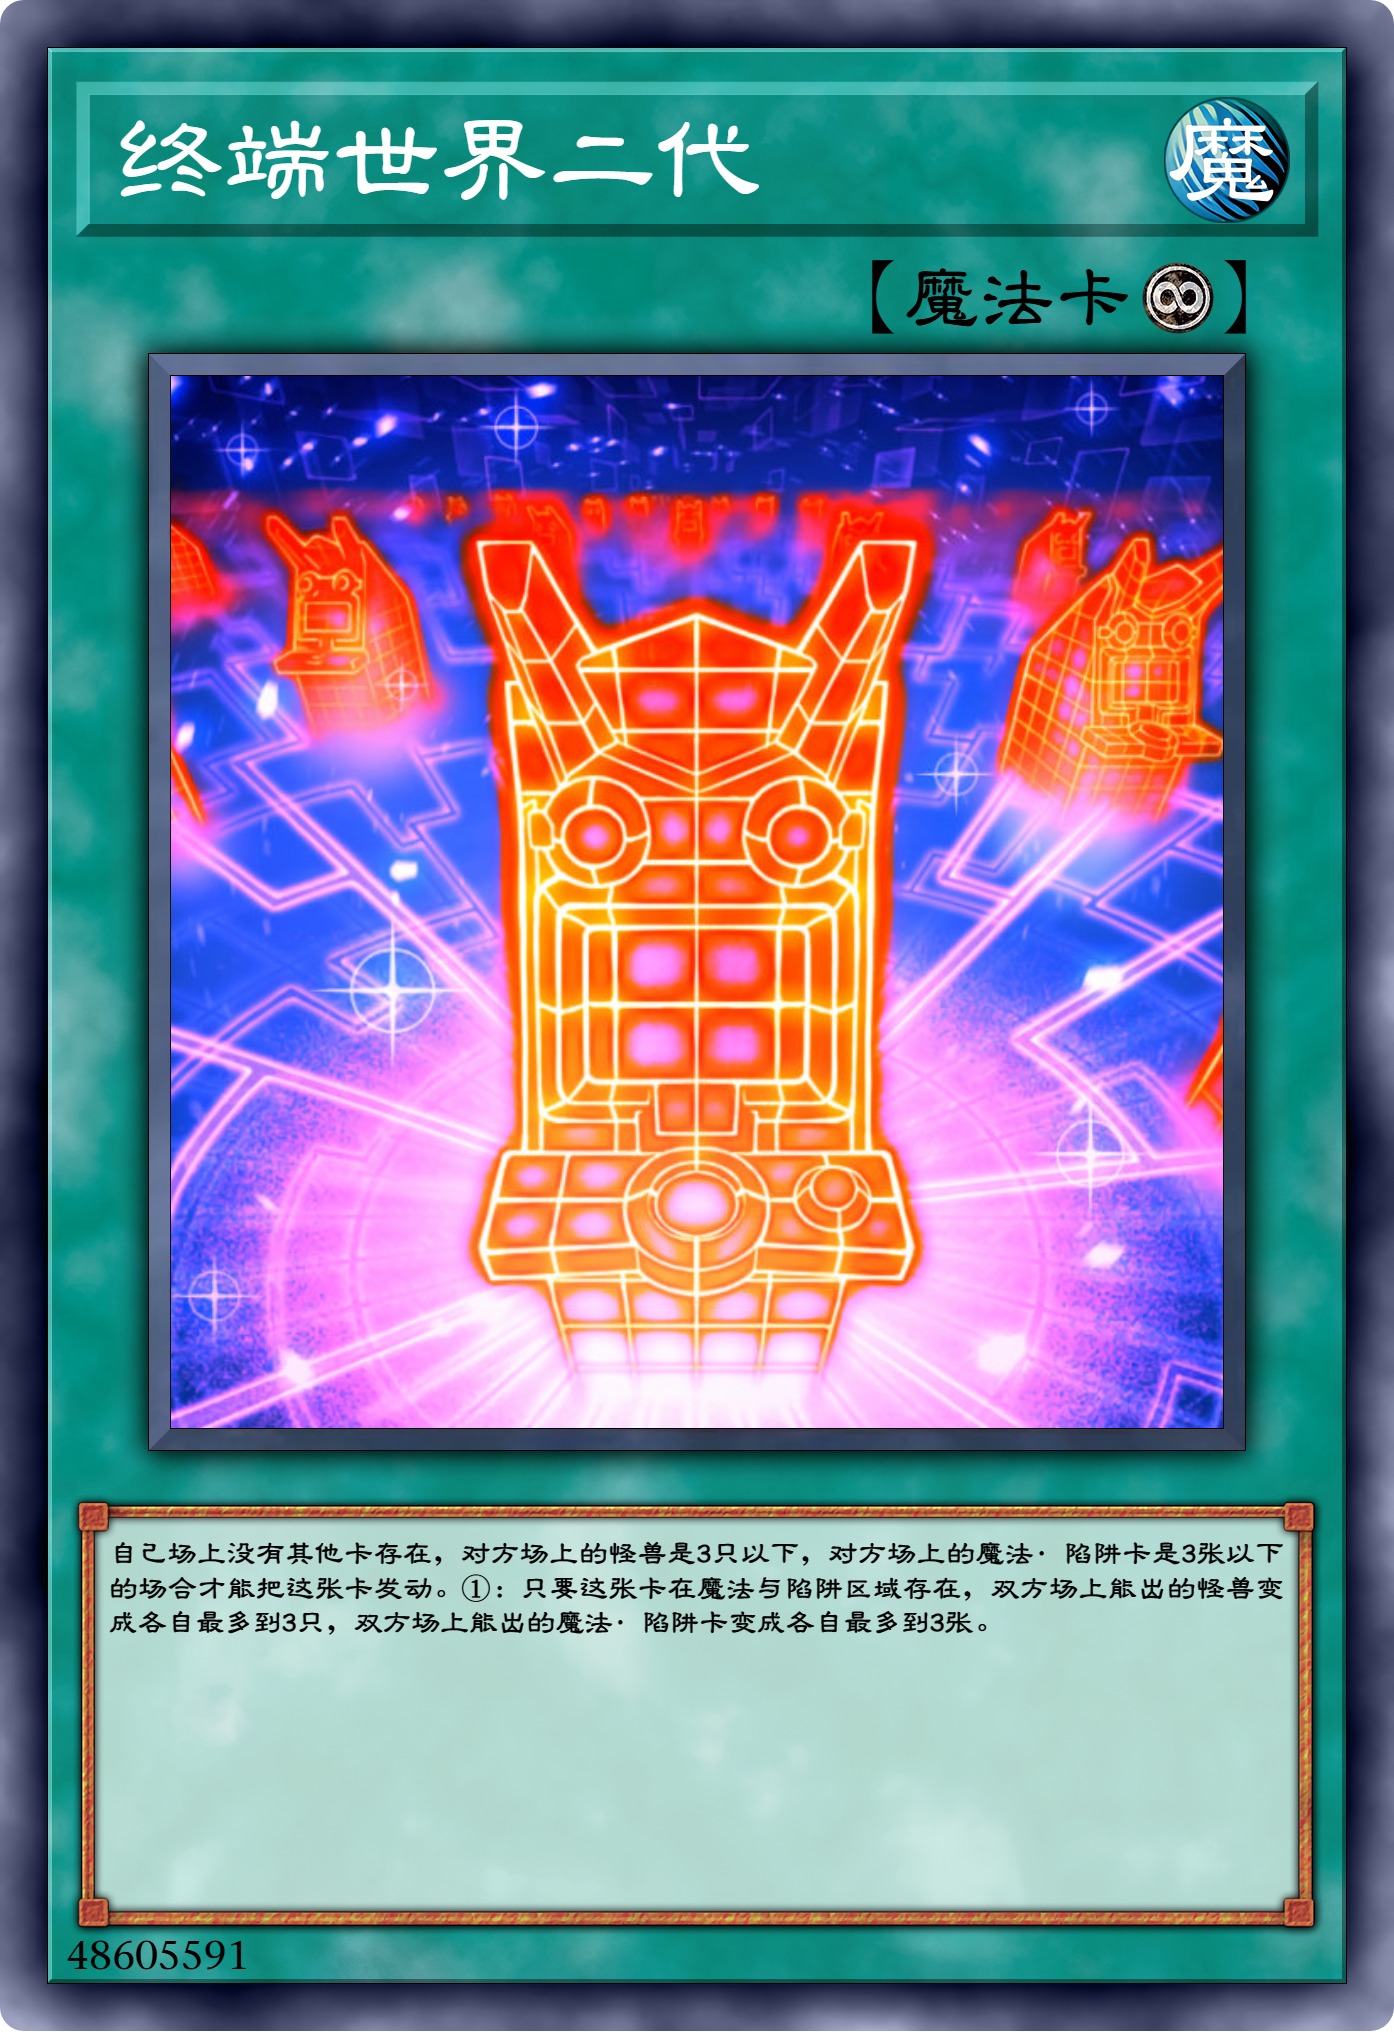 终端世界二代
魔
【魔法卡】
自己场上没有其他卡存在，对方场上的怪兽是3只以下，对方场上的魔法·陷阱卡是3张以下
的场合才能把这张卡发动。①：只要这张卡在魔法与陷阱区域存在，双方场上能出的怪兽变
成各自最多到3只，双方场上能出的魔法·陷阱卡变成各自最多到3张。
48605591